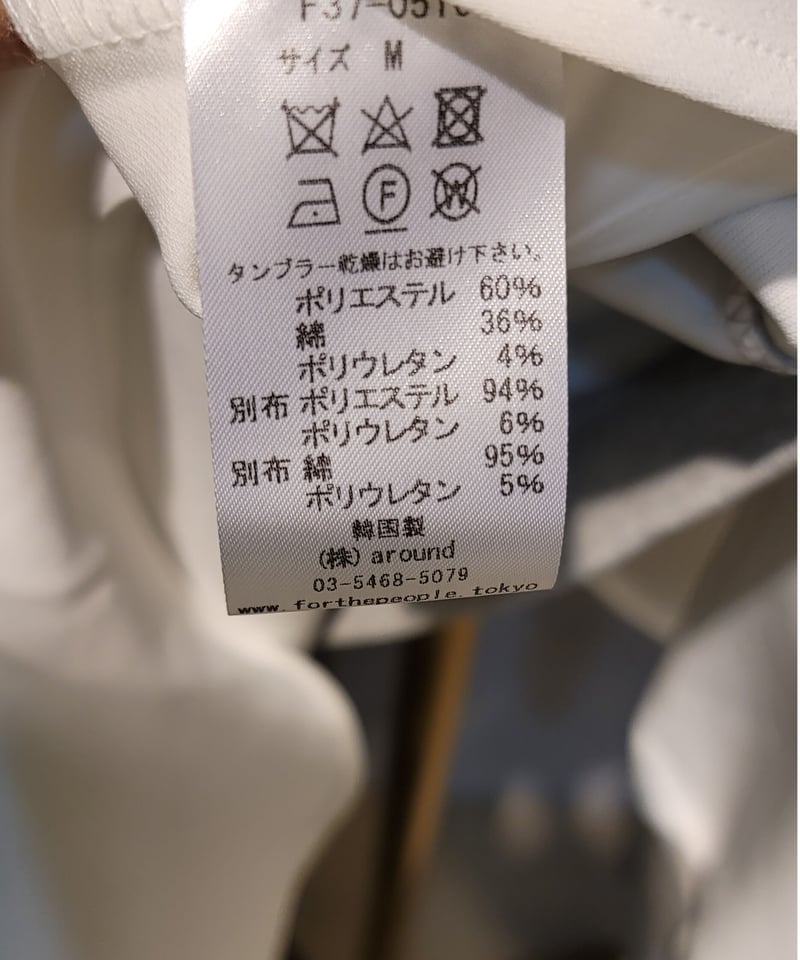 サイズ M
F
W
タンブラー乾燥はお避け下さい。
ポリエステル 60%
綿 36%
ポリウレタン 4%
別布 ポリエステル 94%
ポリウレタン 6%
別布 綿 95%
ポリウレタン 5%
韓国製
(株) around
03-5468-5079
www.forthepeople.tokyo